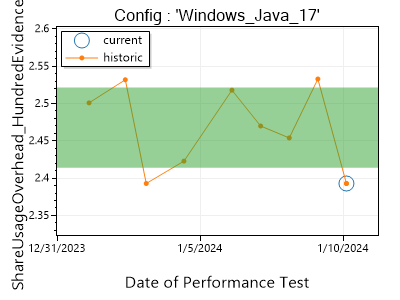 Config : 'Windows_Java_17'
ShareUsageOverhead_HundredEvidence
2.6
2.55
2.5
2.45
2.4
2.35
current
historic
12/31/2023
1/5/2024
1/10/2024
Date of Performance Test